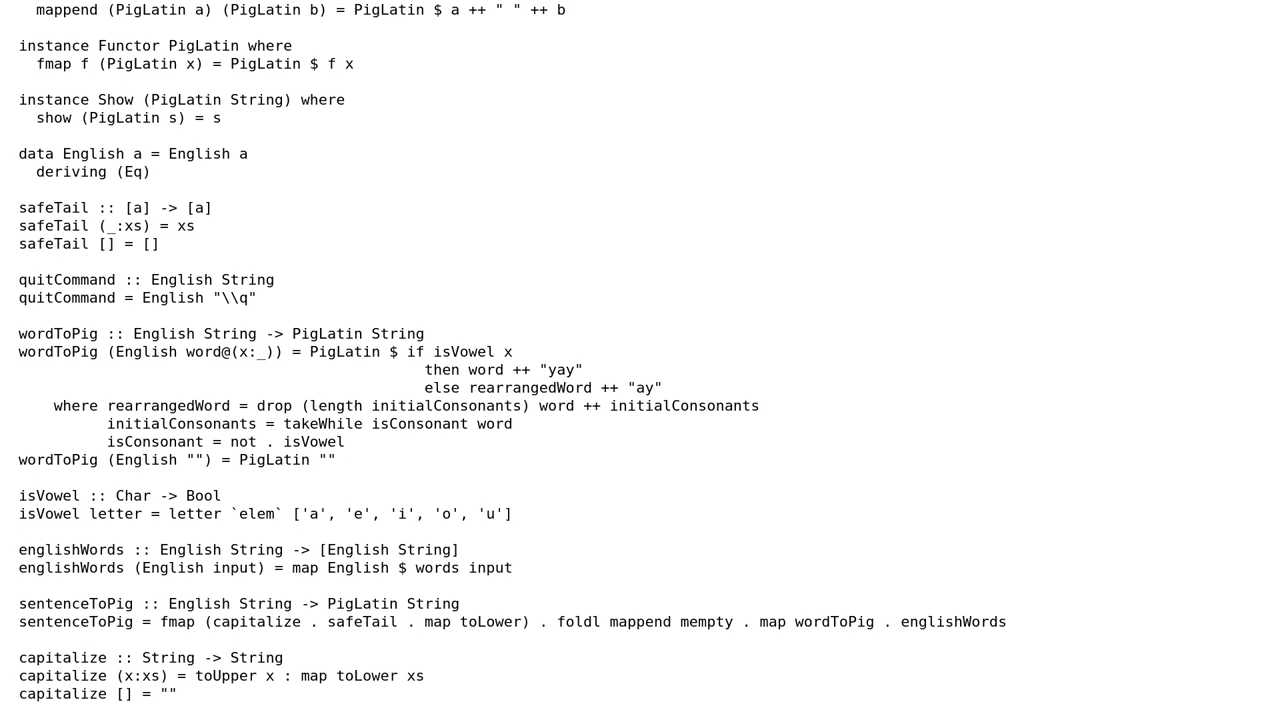 mappend (PigLatin a) (PigLatin b) = PigLatin $ a ++ " " ++ b

instance Functor PigLatin where
  fmap f (PigLatin x) = PigLatin $ f x

instance Show (PigLatin String) where
  show (PigLatin s) = s

data English a = English a
  deriving (Eq)

safeTail :: [a] -> [a]
safeTail (_:xs) = xs
safeTail [] = []

quitCommand :: English String
quitCommand = English "\\q"

wordToPig :: English String -> PigLatin String
wordToPig (English word@(x:_)) = PigLatin $ if isVowel x
                                              then word ++ "yay"
                                              else rearrangedWord ++ "ay"
    where rearrangedWord = drop (length initialConsonants) word ++ initialConsonants
          initialConsonants = takeWhile isConsonant word
          isConsonant = not . isVowel
wordToPig (English "") = PigLatin ""

isVowel :: Char -> Bool
isVowel letter = letter `elem` ['a', 'e', 'i', 'o', 'u']

englishWords :: English String -> [English String]
englishWords (English input) = map English $ words input

sentenceToPig :: English String -> PigLatin String
sentenceToPig = fmap (capitalize . safeTail . map toLower) . foldl mappend mempty . map wordToPig . englishWords

capitalize :: String -> String
capitalize (x:xs) = toUpper x : map toLower xs
capitalize [] = ""